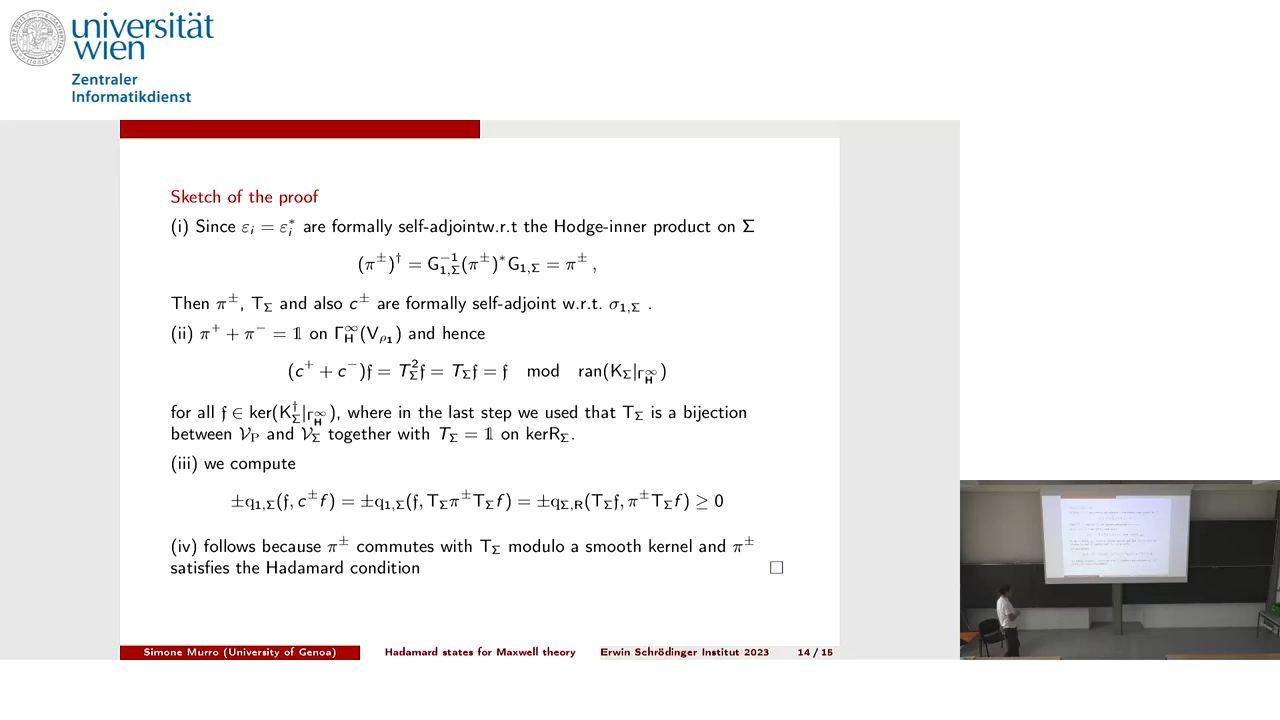 universität
wien
Zentraler
Informatikdienst
Sketch of the proof
(i) Since εᵢ = εᵢ* are formally self-adjointw.r.t the Hodge-inner product on Σ
(π^±)^† = G_{1,Σ}^{-1}(π^±)^*G_{1,Σ} = π^± ,
Then π^±, T_Σ and also c^± are formally self-adjoint w.r.t. σ_{1,Σ} .
(ii) π^+ + π^- = 𝟙 on Γ_H^∞(V_{ρ_1}) and hence
(c^+ + c^-)𝔣 = T_Σ^2𝔣 = T_Σ𝔣 = 𝔣 mod ran(K_Σ|_{Γ_H^∞})
for all 𝔣 ∈ ker(K_Σ^†|_{Γ_H^∞}), where in the last step we used that T_Σ is a bijection
between 𝒱_P and 𝒱_Σ together with T_Σ = 𝟙 on kerR_Σ.
(iii) we compute
±q_{1,Σ}(𝔣, c^±f) = ±q_{1,Σ}(𝔣, T_Σπ^±T_Σf) = ±q_{Σ,R}(T_Σ𝔣, π^±T_Σf) ≥ 0
(iv) follows because π^± commutes with T_Σ modulo a smooth kernel and π^±
satisfies the Hadamard condition □
Simone Murro (University of Genoa) Hadamard states for Maxwell theory Erwin Schrödinger Institut 2023 14 / 15